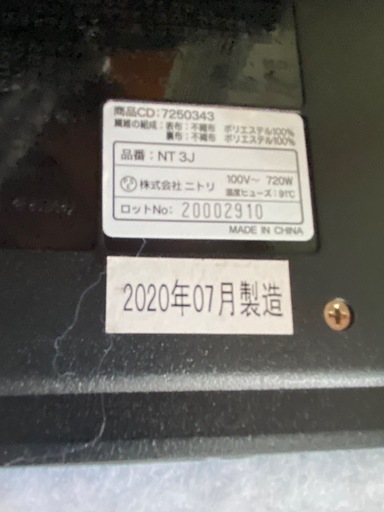 商品CD:7250343
繊維の組成:表布:不織布 ポリエステル100%
裏布:不織布 ポリエステル100%
品番:NT 3J
株式会社 ニトリ 100V~ 720W
温度ヒューズ:91℃
ロットNo: 20002910
MADE IN CHINA
2020年07月製造